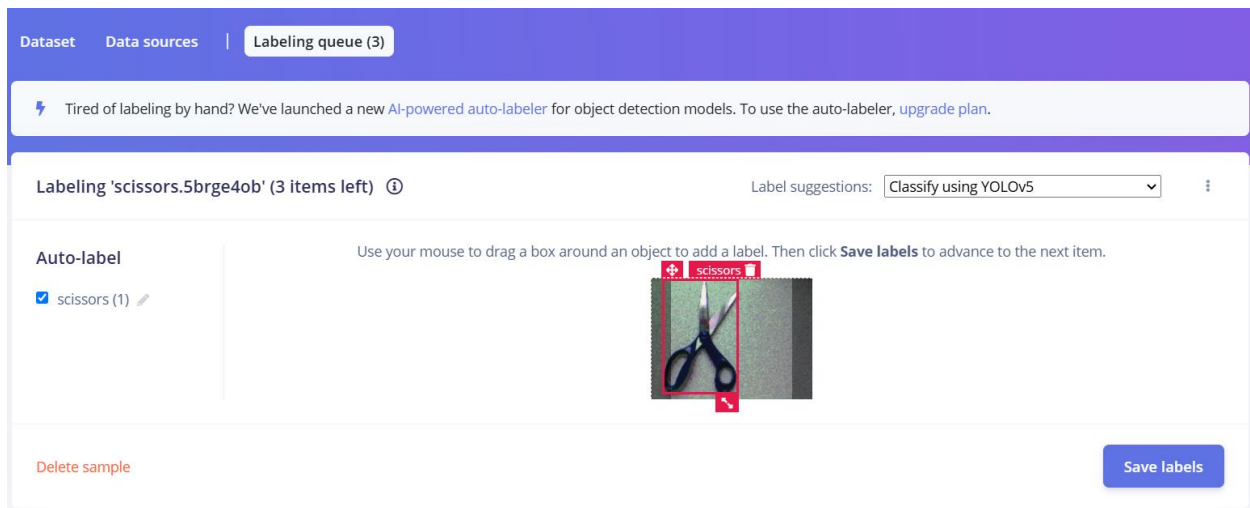 Dataset Data sources | Labeling queue (3)
Tired of labeling by hand? We've launched a new AI-powered auto-labeler for object detection models. To use the auto-labeler, upgrade plan.
Labeling 'scissors.5brge4ob' (3 items left)
Label suggestions: Classify using YOLOv5
Auto-label
scissors (1)
Use your mouse to drag a box around an object to add a label. Then click Save labels to advance to the next item.
scissors
Delete sample
Save labels